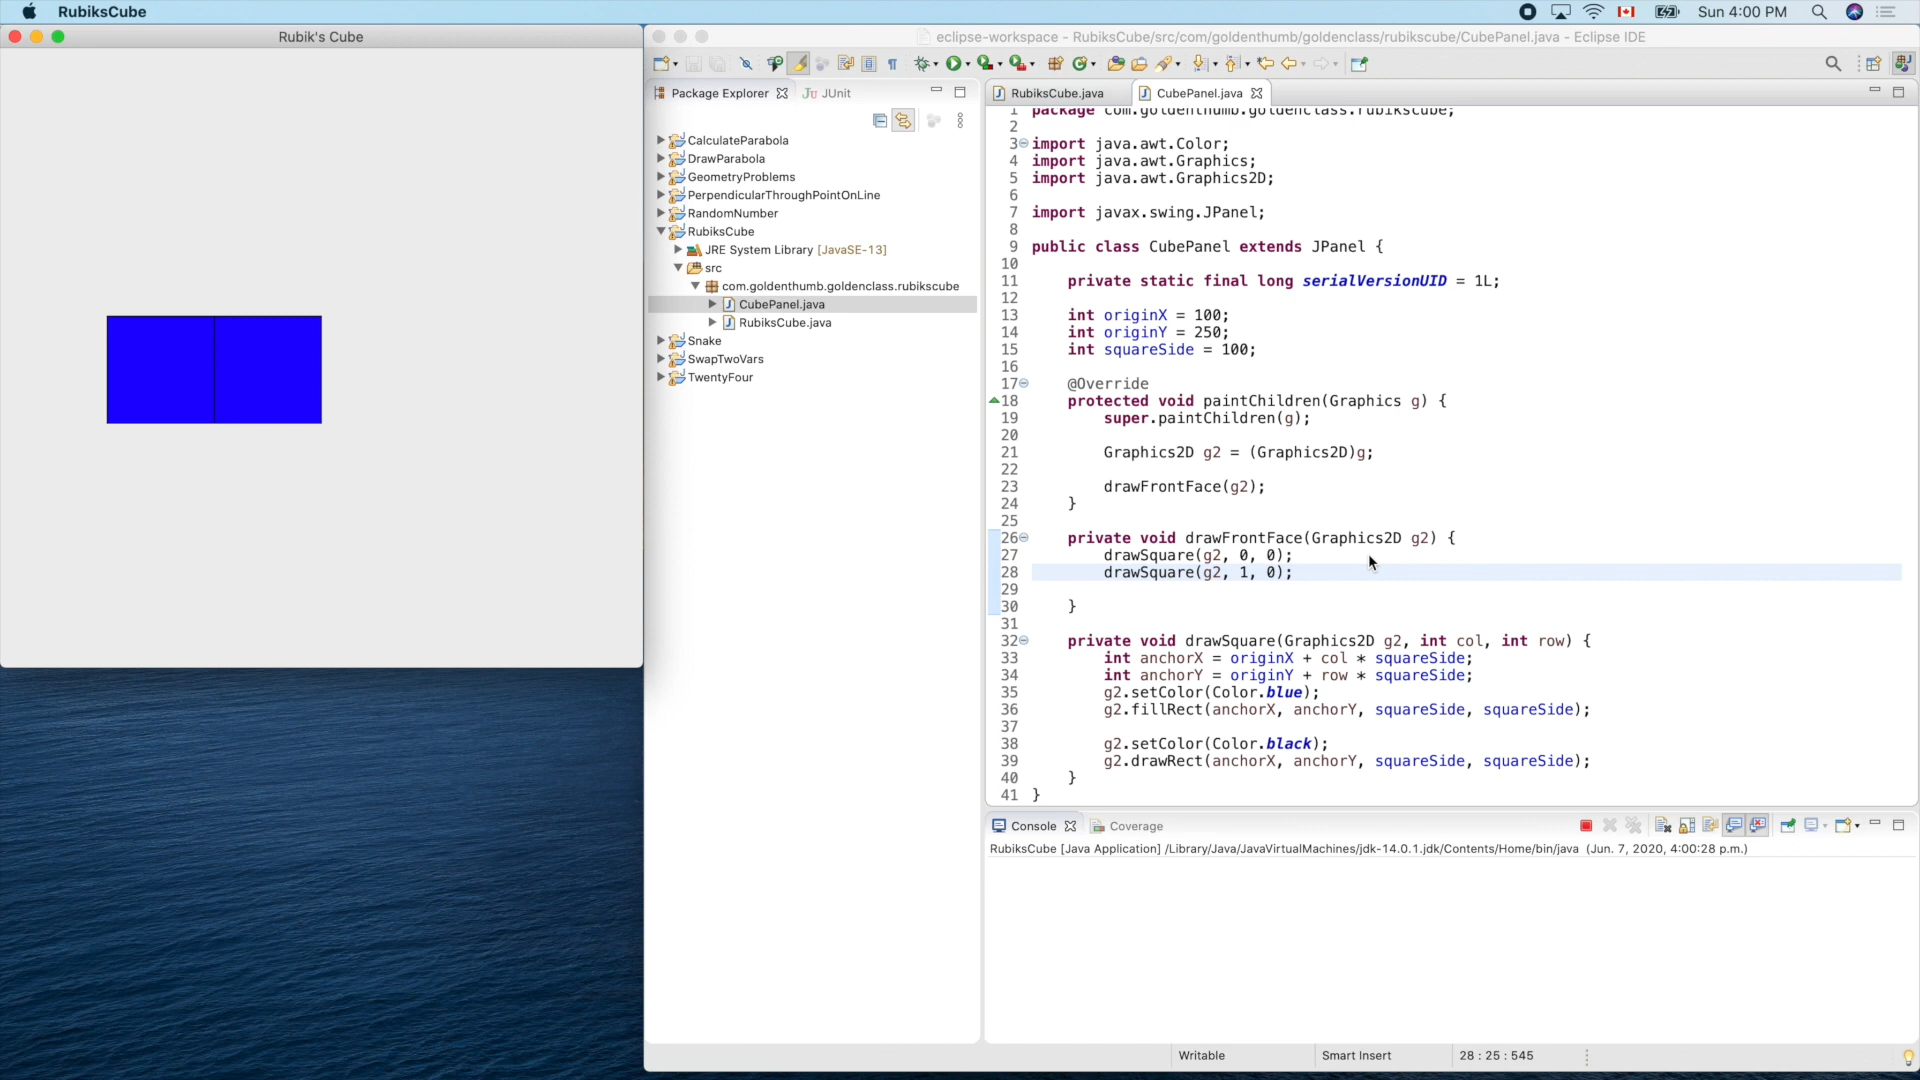 RubiksCube
Sun 4:00 PM
Rubik's Cube
eclipse-workspace - RubiksCube/src/com/goldenthumb/goldenclass/rubikscube/CubePanel.java - Eclipse IDE
Package Explorer
JUnit
CalculateParabola
DrawParabola
GeometryProblems
PerpendicularThroughPointOnLine
RandomNumber
RubiksCube
JRE System Library [JavaSE-13]
src
com.goldenthumb.goldenclass.rubikscube
CubePanel.java
RubiksCube.java
Snake
SwapTwoVars
TwentyFour
RubiksCube.java
CubePanel.java
1 package com.goldenthumb.goldenclass.rubikscube;
2
3 import java.awt.Color;
4 import java.awt.Graphics;
5 import java.awt.Graphics2D;
6
7 import javax.swing.JPanel;
8
9 public class CubePanel extends JPanel {
10
11 private static final long serialVersionUID = 1L;
12
13 int originX = 100;
14 int originY = 250;
15 int squareSide = 100;
16
17 @Override
18 protected void paintChildren(Graphics g) {
19 super.paintChildren(g);
20
21 Graphics2D g2 = (Graphics2D)g;
22
23 drawFrontFace(g2);
24 }
25
26 private void drawFrontFace(Graphics2D g2) {
27 drawSquare(g2, 0, 0);
28 drawSquare(g2, 1, 0);
29
30 }
31
32 private void drawSquare(Graphics2D g2, int col, int row) {
33 int anchorX = originX + col * squareSide;
34 int anchorY = originY + row * squareSide;
35 g2.setColor(Color.blue);
36 g2.fillRect(anchorX, anchorY, squareSide, squareSide);
37
38 g2.setColor(Color.black);
39 g2.drawRect(anchorX, anchorY, squareSide, squareSide);
40 }
41 }
Console
Coverage
RubiksCube [Java Application] /Library/Java/JavaVirtualMachines/jdk-14.0.1.jdk/Contents/Home/bin/java (Jun. 7, 2020, 4:00:28 p.m.)
Writable
Smart Insert
28 : 25 : 545